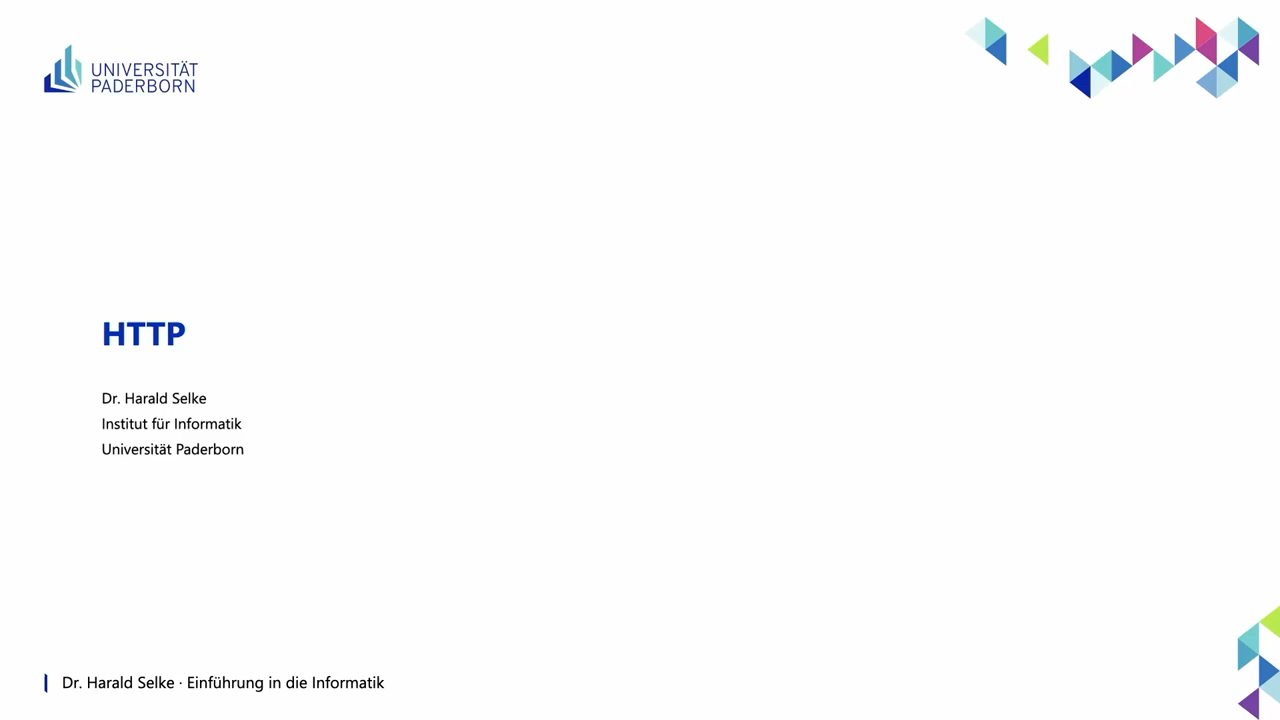 UNIVERSITÄT
PADERBORN
HTTP
Dr. Harald Selke
Institut für Informatik
Universität Paderborn
Dr. Harald Selke · Einführung in die Informatik